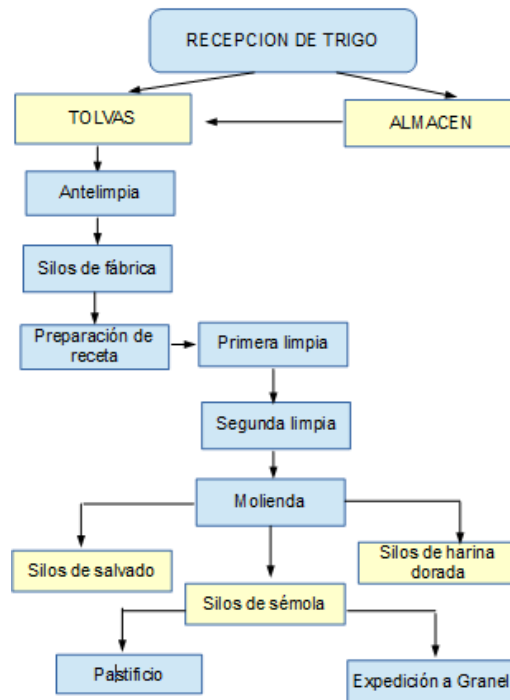 RECEPCION DE TRIGO
TOLVAS
ALMACEN
Antelimpia
Silos de fábrica
Preparación de
receta
Primera limpia
Segunda limpia
Molienda
Silos de salvado
Silos de harina
dorada
Silos de sémola
Pastificio
Expedición a Granel